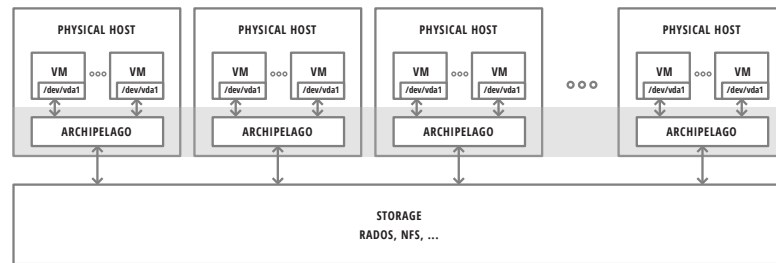 PHYSICAL HOST PHYSICAL HOST PHYSICAL HOST PHYSICAL HOST
VM VM VM VM VM VM VM VM
/dev/vda1 /dev/vda1 /dev/vda1 /dev/vda1 /dev/vda1 /dev/vda1 /dev/vda1 /dev/vda1
ARCHIPELAGO ARCHIPELAGO ARCHIPELAGO ARCHIPELAGO
STORAGE
RADOS, NFS, ...